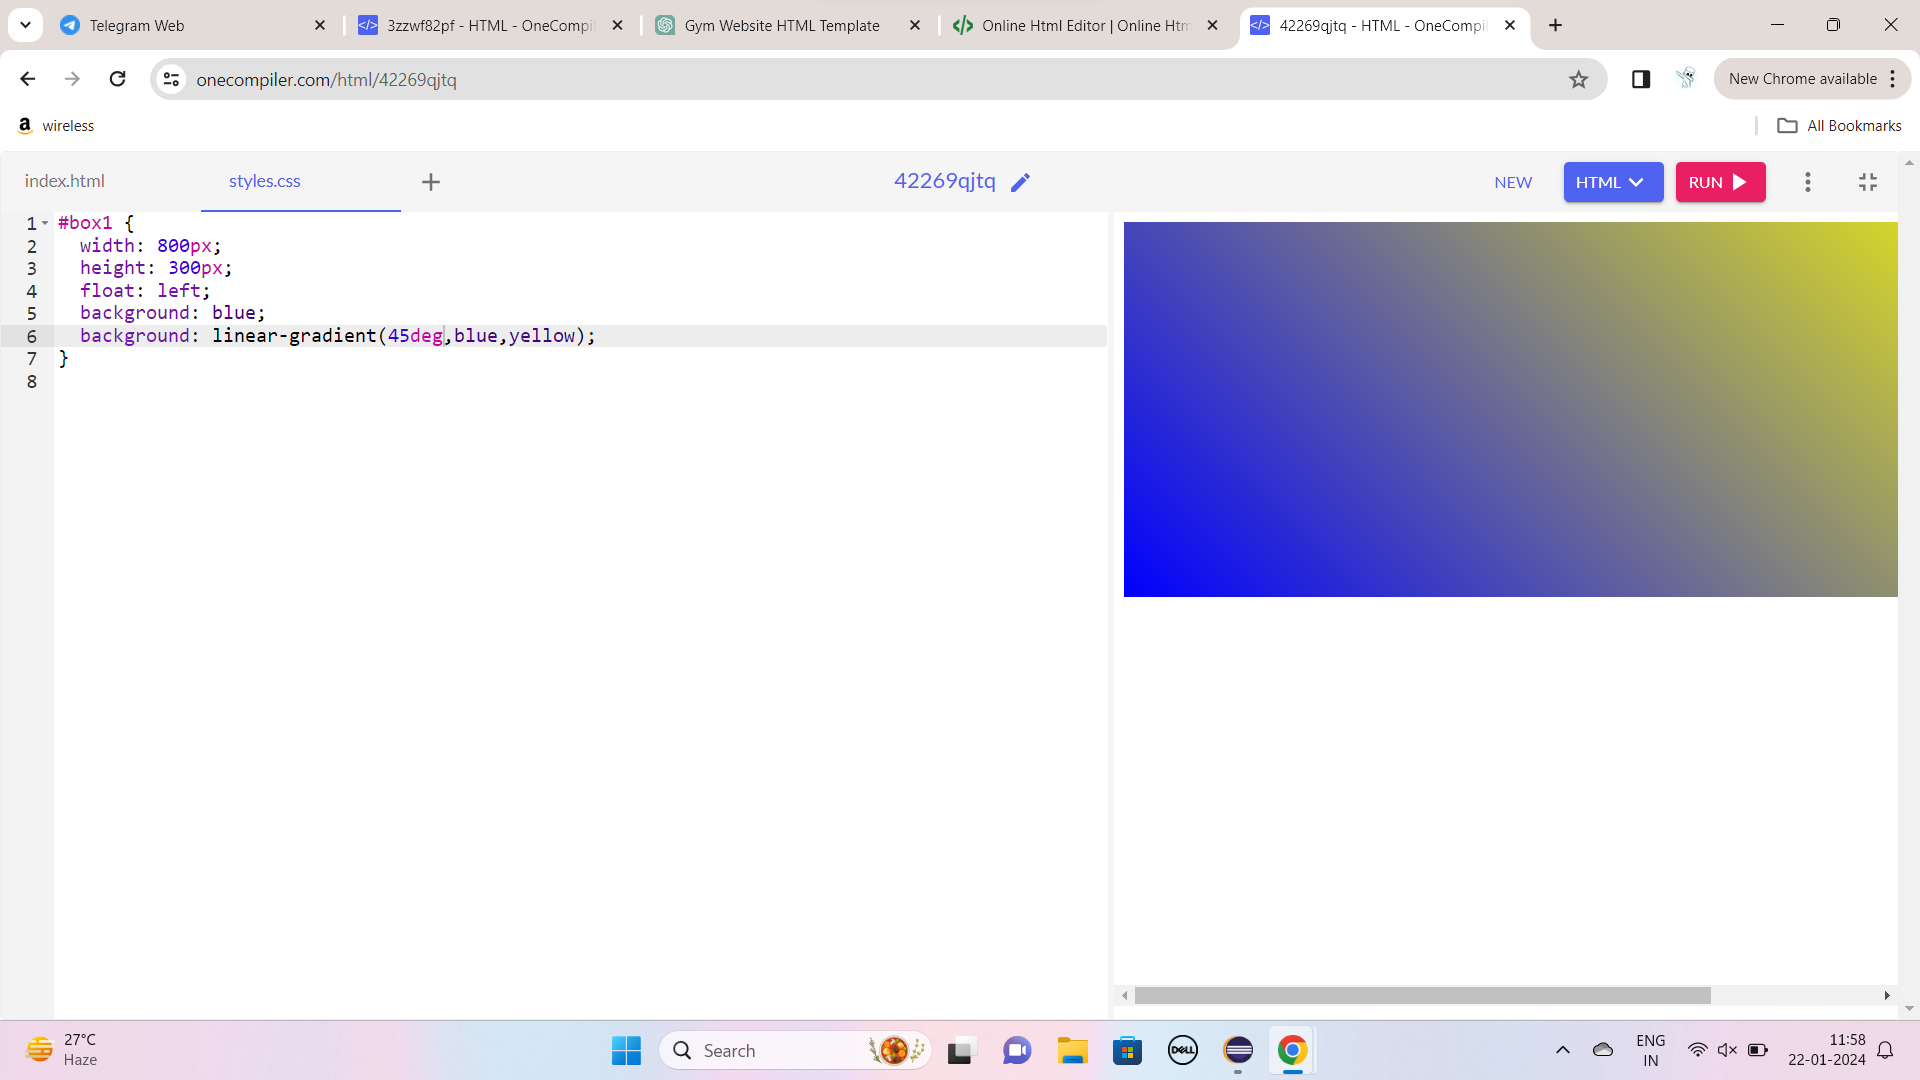 Telegram Web
3zzwf82pf - HTML - OneCompil
Gym Website HTML Template
Online Html Editor | Online Htm
42269qjtq - HTML - OneCompil
onecompiler.com/html/42269qjtq
New Chrome available
wireless
All Bookmarks
index.html
styles.css
42269qjtq
NEW
HTML
RUN
1 #box1 {
2 width: 800px;
3 height: 300px;
4 float: left;
5 background: blue;
6 background: linear-gradient(45deg,blue,yellow);
7 }
8
27°C
Haze
Search
DELL
ENG
IN
11:58
22-01-2024